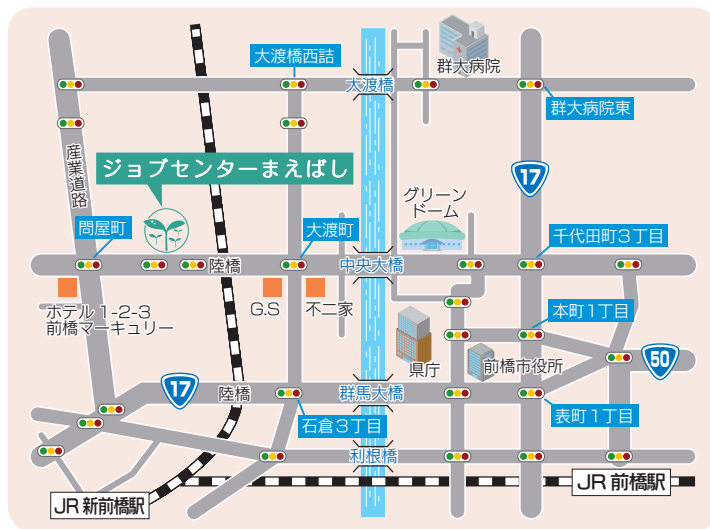 大渡橋西詰
群大病院
大渡橋
群大病院東
産業道路
ジョブセンターまえばし
17
グリーン
ドーム
問屋町
大渡町
千代田町3丁目
陸橋
中央大橋
ホテル 1-2-3
前橋マーキュリー
G.S
不二家
本町1丁目
県庁
前橋市役所
50
17
陸橋
群馬大橋
石倉3丁目
表町1丁目
利根橋
JR 新前橋駅
JR 前橋駅